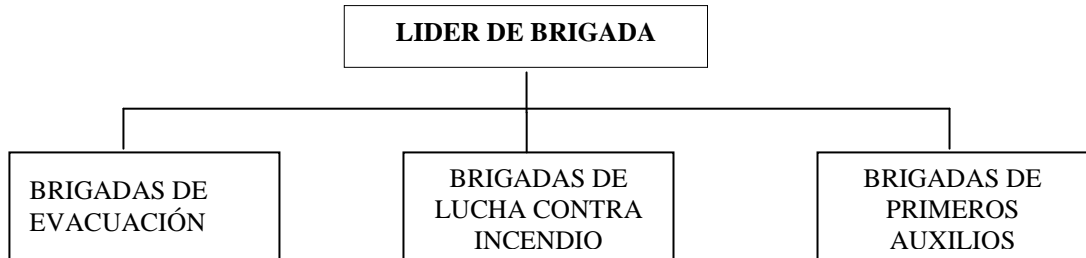 LIDER DE BRIGADA
BRIGADAS DE
EVACUACIÓN
BRIGADAS DE
LUCHA CONTRA
INCENDIO
BRIGADAS DE
PRIMEROS
AUXILIOS